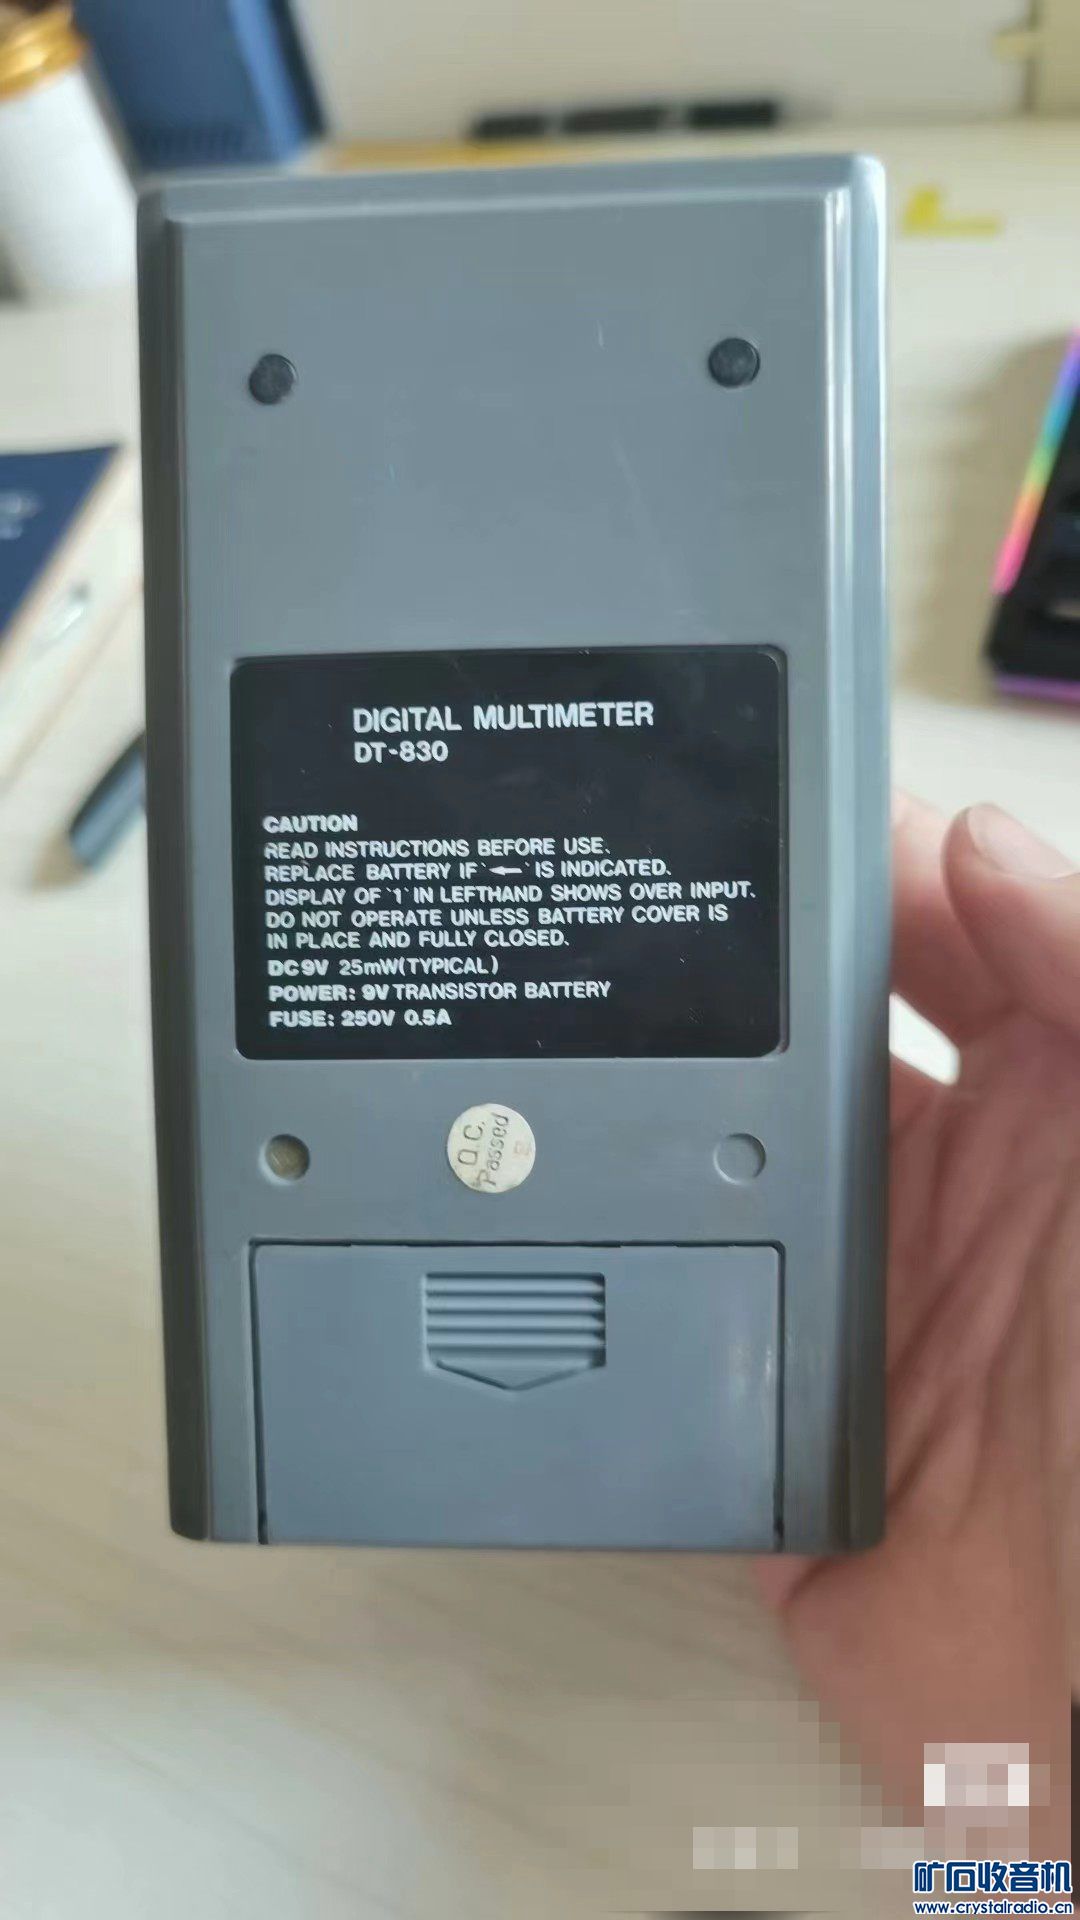 DIGITAL MULTIMETER
DT-830
CAUTION
READ INSTRUCTIONS BEFORE USE.
REPLACE BATTERY IF `←` IS INDICATED.
DISPLAY OF `1` IN LEFTHAND SHOWS OVER INPUT.
DO NOT OPERATE UNLESS BATTERY COVER IS
IN PLACE AND FULLY CLOSED.
DC 9V 25mW(TYPICAL)
POWER: 9V TRANSISTOR BATTERY
FUSE: 250V 0.5A
Q.C.
Passed
矿石收音机
www.crystalradio.cn